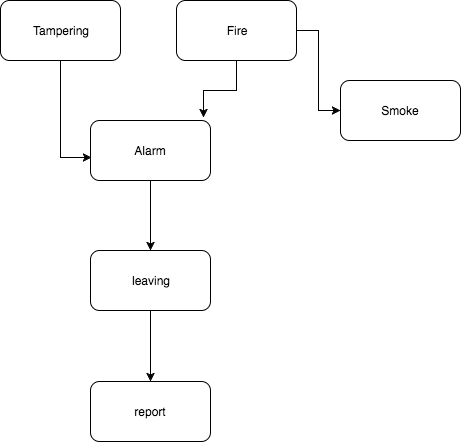 Tampering
Fire
Smoke
Alarm
leaving
report